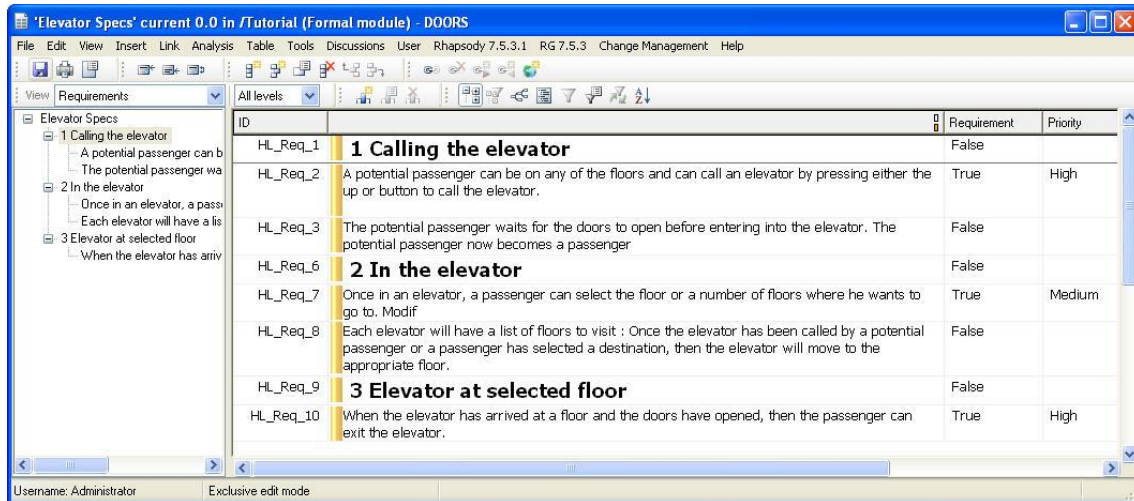 'Elevator Specs' current 0.0 in /Tutorial (Formal module) - DOORS
File Edit View Insert Link Analysis Table Tools Discussions User Rhapsody 7.5.3.1 RG 7.5.3 Change Management Help
View Requirements All levels
Elevator Specs
1 Calling the elevator
A potential passenger can b
The potential passenger wa
2 In the elevator
Once in an elevator, a passe
Each elevator will have a lis
3 Elevator at selected floor
When the elevator has arriv
ID Requirement Priority
HL_Req_1 1 Calling the elevator False
HL_Req_2 A potential passenger can be on any of the floors and can call an elevator by pressing either the True High
up or button to call the elevator.
HL_Req_3 The potential passenger waits for the doors to open before entering into the elevator. The False
potential passenger now becomes a passenger
HL_Req_6 2 In the elevator False
HL_Req_7 Once in an elevator, a passenger can select the floor or a number of floors where he wants to True Medium
go to. Modif
HL_Req_8 Each elevator will have a list of floors to visit : Once the elevator has been called by a potential False
passenger or a passenger has selected a destination, then the elevator will move to the
appropriate floor.
HL_Req_9 3 Elevator at selected floor False
HL_Req_10 When the elevator has arrived at a floor and the doors have opened, then the passenger can True High
exit the elevator.
Username: Administrator Exclusive edit mode